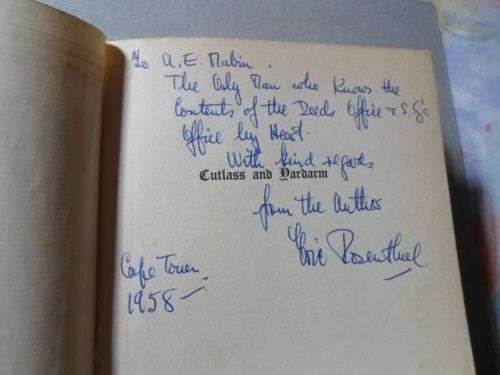 To A. E. Mabin.
The Only Man who Knows the
Contents of the Deeds Office & S.G's
Office by Heart.
With kind regards
Cutlass and Yardarm
from the Author
Eric Rosenthal
Cape Town
1958